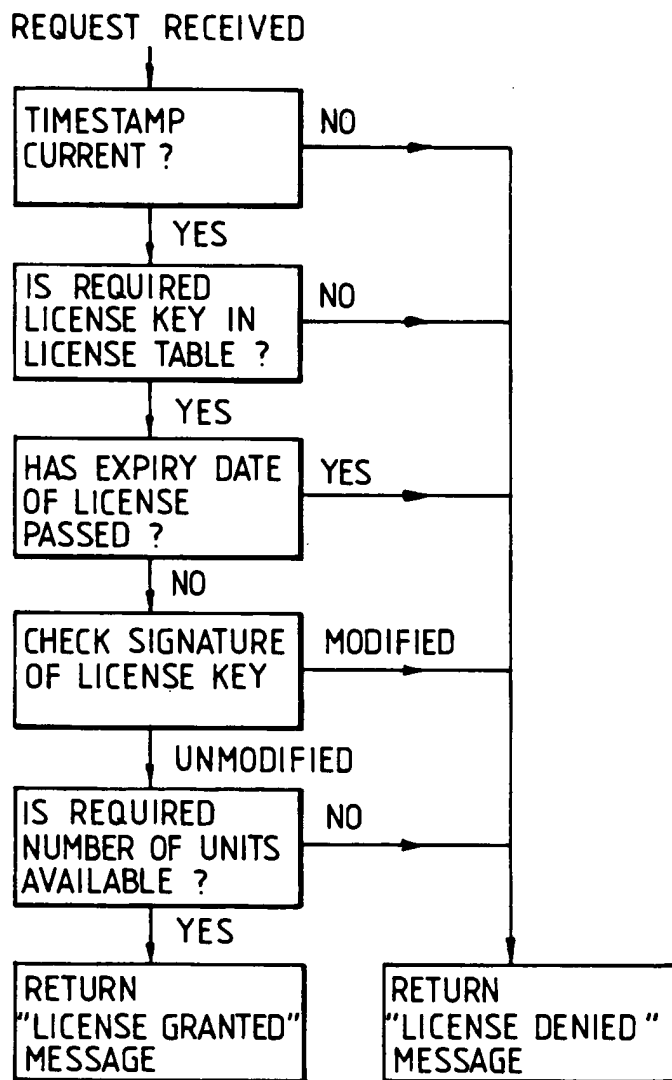 REQUEST RECEIVED
TIMESTAMP
CURRENT ?
NO
YES
IS REQUIRED
LICENSE KEY IN
LICENSE TABLE ?
NO
YES
HAS EXPIRY DATE
OF LICENSE
PASSED ?
YES
NO
CHECK SIGNATURE
OF LICENSE KEY
MODIFIED
UNMODIFIED
IS REQUIRED
NUMBER OF UNITS
AVAILABLE ?
NO
YES
RETURN
"LICENSE GRANTED"
MESSAGE
RETURN
"LICENSE DENIED"
MESSAGE